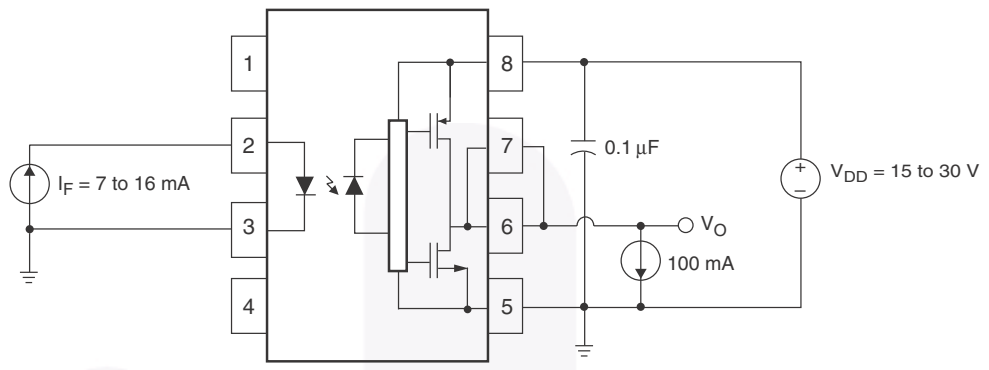 1
8
2
7
I_F = 7 to 16 mA
0.1 µF
V_DD = 15 to 30 V
+
–
3
6
V_O
100 mA
4
5